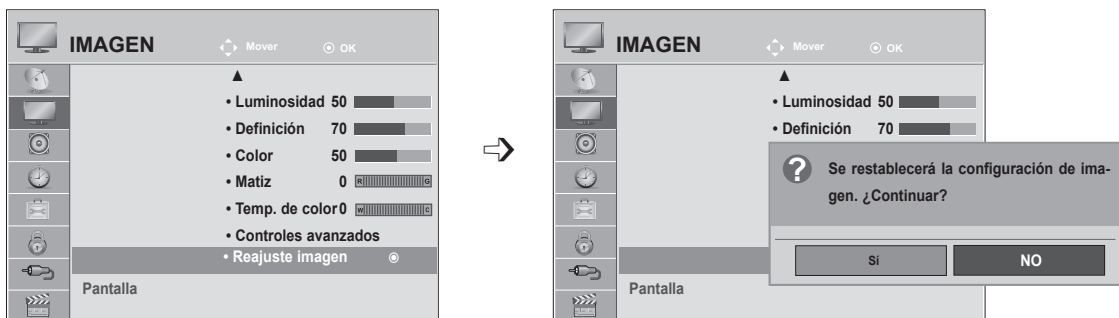 IMAGEN
Mover
OK
• Luminosidad 50
• Definición 70
• Color 50
• Matiz 0 R G
• Temp. de color 0 W C
• Controles avanzados
• Reajuste imagen
Pantalla
IMAGEN
Mover
OK
• Luminosidad 50
• Definición 70
Se restablecerá la configuración de ima-
gen. ¿Continuar?
Sí
NO
Pantalla